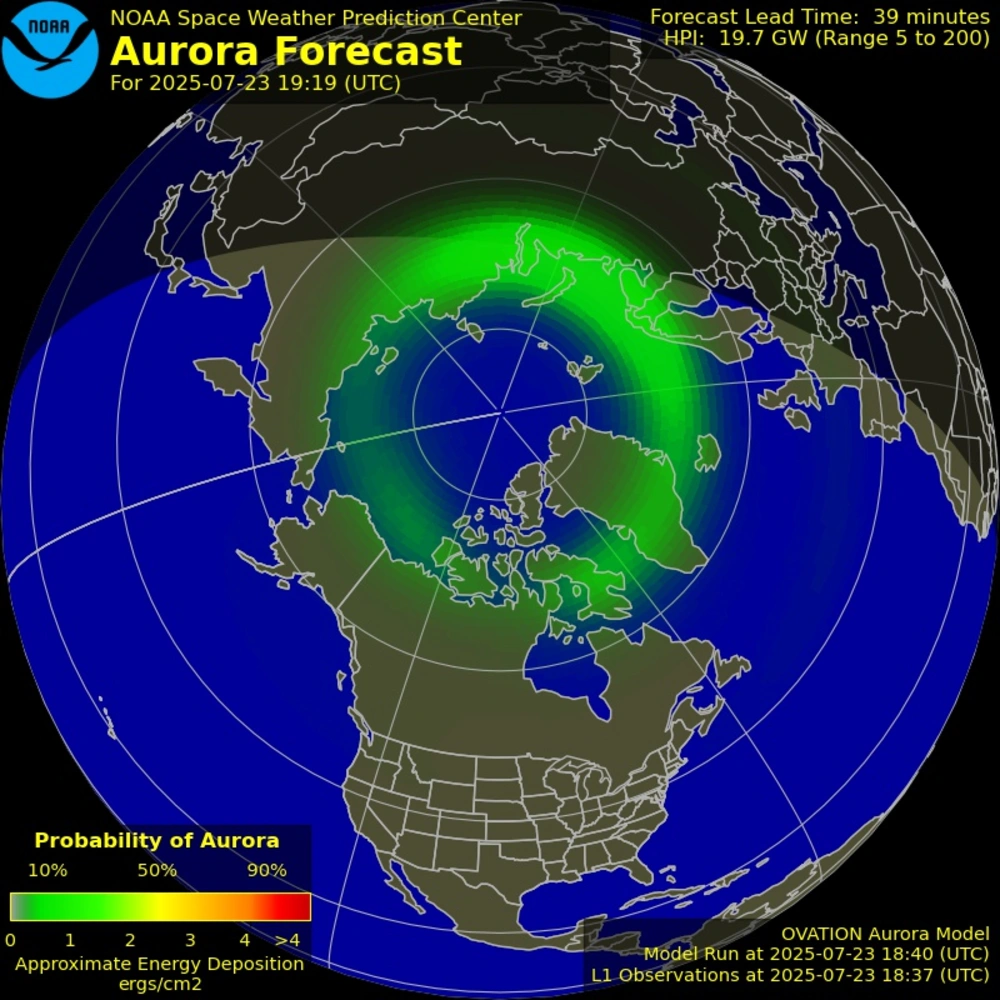 NOAA
NOAA Space Weather Prediction Center
Aurora Forecast
For 2025-07-23 19:19 (UTC)
Forecast Lead Time: 39 minutes
HPI: 19.7 GW (Range 5 to 200)
Probability of Aurora
10% 50% 90%
0 1 2 3 4 >4
Approximate Energy Deposition
ergs/cm2
OVATION Aurora Model
Model Run at 2025-07-23 18:40 (UTC)
L1 Observations at 2025-07-23 18:37 (UTC)